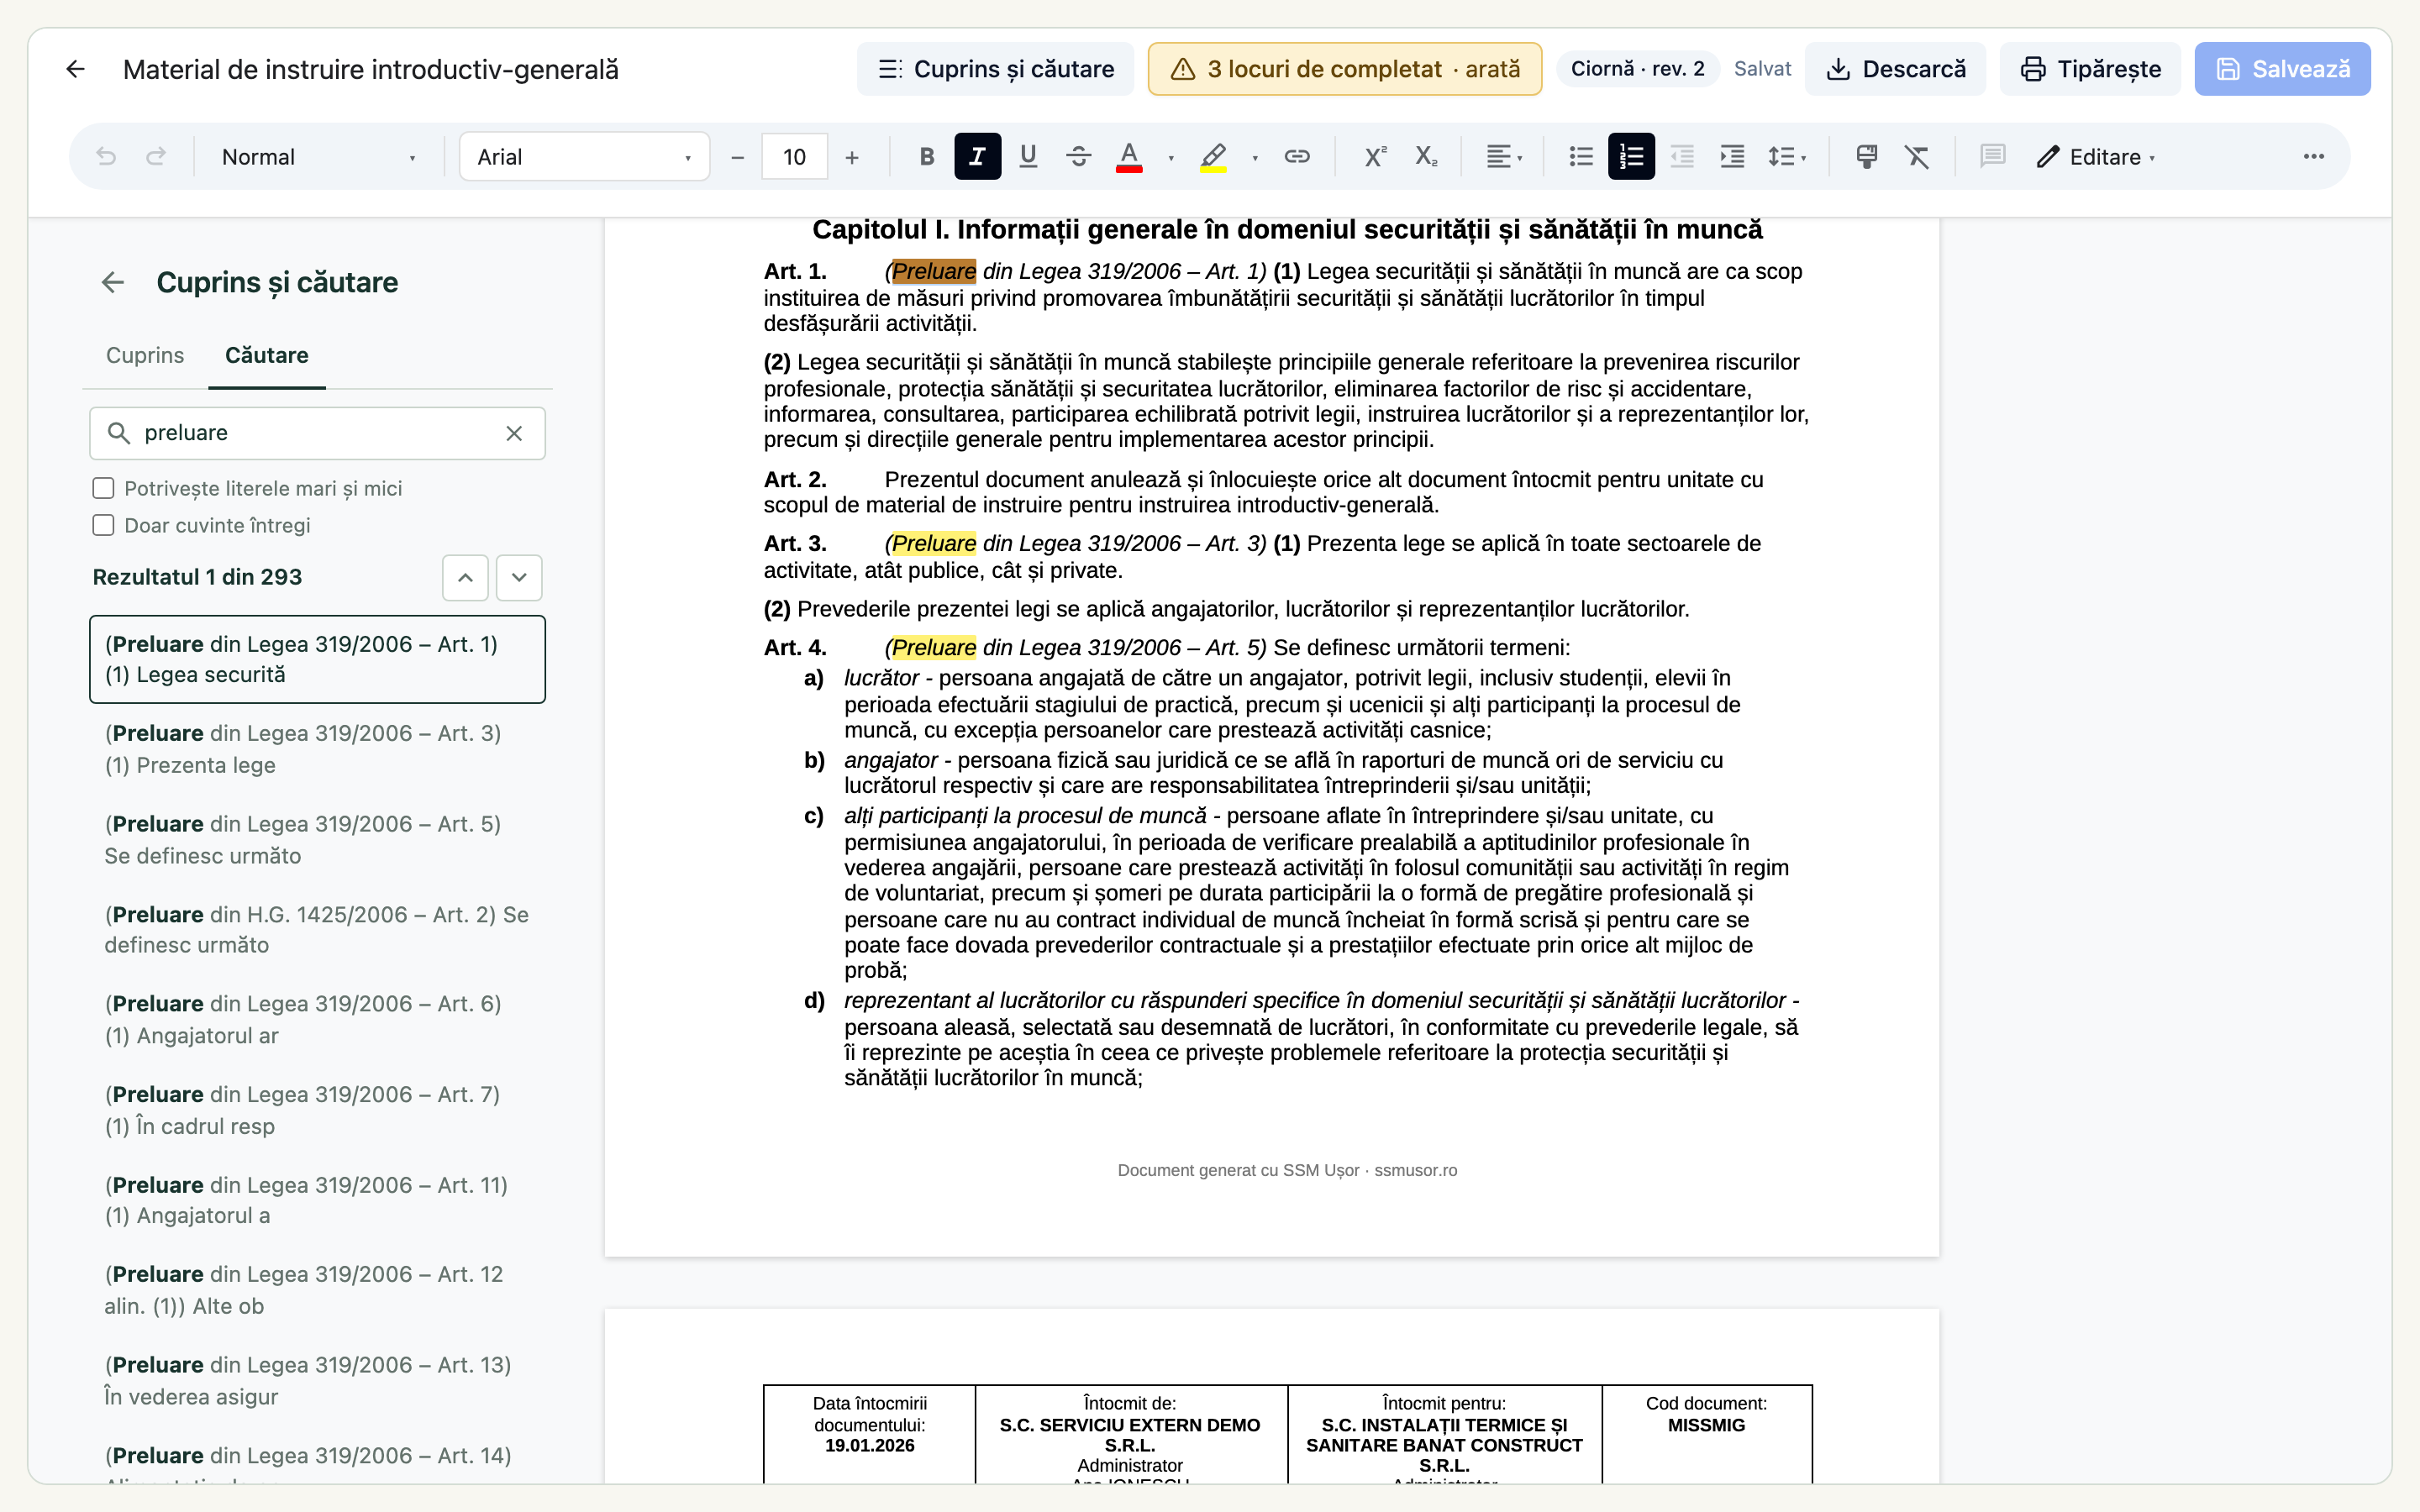 Material de instruire introductiv-generală
Cuprins și căutare
3 locuri de completat · arată
Ciornă · rev. 2
Salvat
Descarcă
Tipărește
Salvează
Normal
Arial
− 10 +
B I U S A X² X₂
Editare
Cuprins și căutare
Cuprins Căutare
preluare
Potrivește literele mari și mici
Doar cuvinte întregi
Rezultatul 1 din 293
(Preluare din Legea 319/2006 – Art. 1)
(1) Legea securită
(Preluare din Legea 319/2006 – Art. 3)
(1) Prezenta lege
(Preluare din Legea 319/2006 – Art. 5)
Se definesc următo
(Preluare din H.G. 1425/2006 – Art. 2) Se
definesc următo
(Preluare din Legea 319/2006 – Art. 6)
(1) Angajatorul ar
(Preluare din Legea 319/2006 – Art. 7)
(1) În cadrul resp
(Preluare din Legea 319/2006 – Art. 11)
(1) Angajatorul a
(Preluare din Legea 319/2006 – Art. 12
alin. (1)) Alte ob
(Preluare din Legea 319/2006 – Art. 13)
În vederea asigur
(Preluare din Legea 319/2006 – Art. 14)
Capitolul I. Informații generale în domeniul securității și sănătății în muncă
Art. 1. (Preluare din Legea 319/2006 – Art. 1) (1) Legea securității și sănătății în muncă are ca scop
instituirea de măsuri privind promovarea îmbunătățirii securității și sănătății lucrătorilor în timpul
desfășurării activității.
(2) Legea securității și sănătății în muncă stabilește principiile generale referitoare la prevenirea riscurilor
profesionale, protecția sănătății și securitatea lucrătorilor, eliminarea factorilor de risc și accidentare,
informarea, consultarea, participarea echilibrată potrivit legii, instruirea lucrătorilor și a reprezentanților lor,
precum și direcțiile generale pentru implementarea acestor principii.
Art. 2. Prezentul document anulează și înlocuiește orice alt document întocmit pentru unitate cu
scopul de material de instruire pentru instruirea introductiv-generală.
Art. 3. (Preluare din Legea 319/2006 – Art. 3) (1) Prezenta lege se aplică în toate sectoarele de
activitate, atât publice, cât și private.
(2) Prevederile prezentei legi se aplică angajatorilor, lucrătorilor și reprezentanților lucrătorilor.
Art. 4. (Preluare din Legea 319/2006 – Art. 5) Se definesc următorii termeni:
a) lucrător - persoana angajată de către un angajator, potrivit legii, inclusiv studenții, elevii în
perioada efectuării stagiului de practică, precum și ucenicii și alți participanți la procesul de
muncă, cu excepția persoanelor care prestează activități casnice;
b) angajator - persoana fizică sau juridică ce se află în raporturi de muncă ori de serviciu cu
lucrătorul respectiv și care are responsabilitatea întreprinderii și/sau unității;
c) alți participanți la procesul de muncă - persoane aflate în întreprindere și/sau unitate, cu
permisiunea angajatorului, în perioada de verificare prealabilă a aptitudinilor profesionale în
vederea angajării, persoane care prestează activități în folosul comunității sau activități în regim
de voluntariat, precum și șomeri pe durata participării la o formă de pregătire profesională și
persoane care nu au contract individual de muncă încheiat în formă scrisă și pentru care se
poate face dovada prevederilor contractuale și a prestațiilor efectuate prin orice alt mijloc de
probă;
d) reprezentant al lucrătorilor cu răspunderi specifice în domeniul securității și sănătății lucrătorilor -
persoana aleasă, selectată sau desemnată de lucrători, în conformitate cu prevederile legale, să
îi reprezinte pe aceștia în ceea ce privește problemele referitoare la protecția securității și
sănătății lucrătorilor în muncă;
Document generat cu SSM Ușor · ssmusor.ro
Data întocmirii
documentului:
19.01.2026
Întocmit de:
S.C. SERVICIU EXTERN DEMO
S.R.L.
Administrator
Întocmit pentru:
S.C. INSTALAȚII TERMICE ȘI
SANITARE BANAT CONSTRUCT
S.R.L.
Administrator
Cod document:
MISSMIG